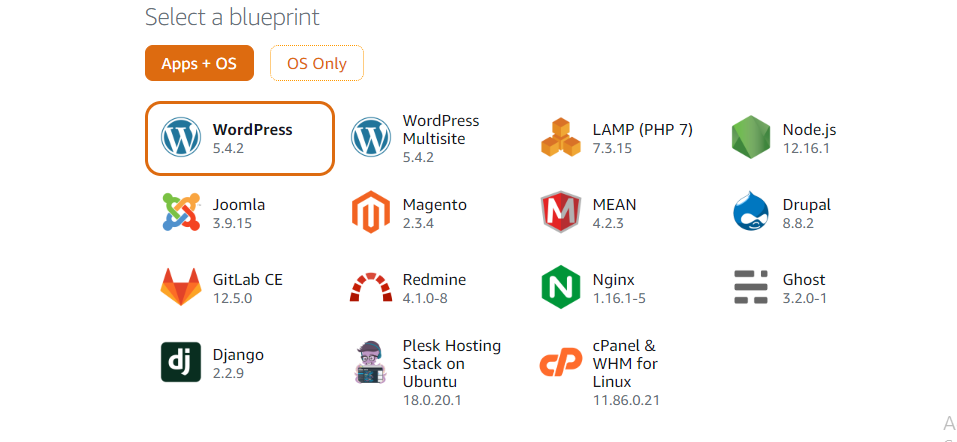 Select a blueprint
Apps + OS
OS Only
WordPress
5.4.2
WordPress
Multisite
5.4.2
LAMP (PHP 7)
7.3.15
Node.js
12.16.1
Joomla
3.9.15
Magento
2.3.4
MEAN
4.2.3
Drupal
8.8.2
GitLab CE
12.5.0
Redmine
4.1.0-8
Nginx
1.16.1-5
Ghost
3.2.0-1
dj
Django
2.2.9
Plesk Hosting
Stack on
Ubuntu
18.0.20.1
cP
cPanel &
WHM for
Linux
11.86.0.21
A